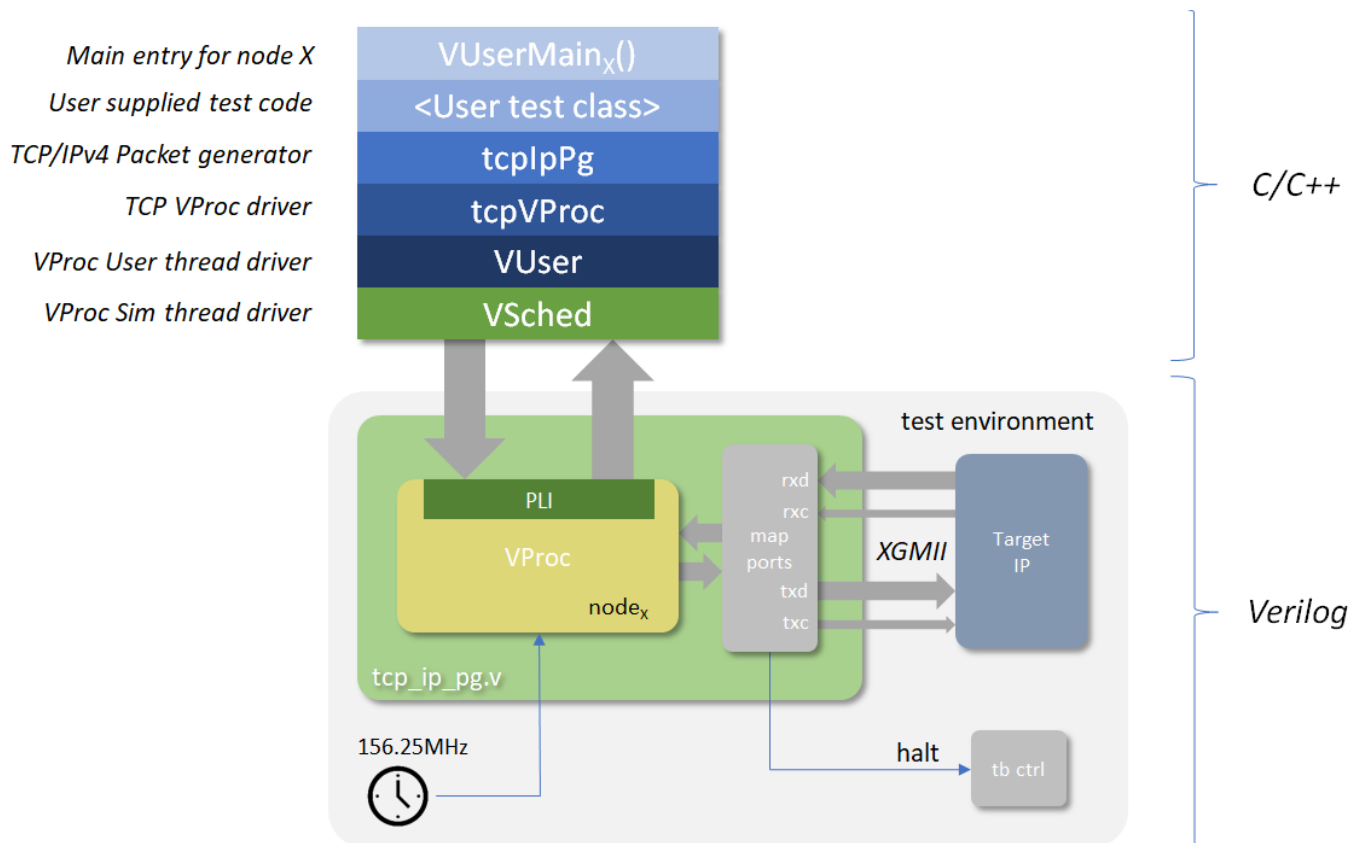 Main entry for node X
VUserMainX()
User supplied test code
<User test class>
TCP/IPv4 Packet generator
tcpIpPg
TCP VProc driver
tcpVProc
VProc User thread driver
VUser
VProc Sim thread driver
VSched
C/C++
test environment
PLI
VProc
nodeX
rxd
rxc
map
ports
txd
txc
XGMII
Target
IP
tcp_ip_pg.v
Verilog
156.25MHz
halt
tb ctrl